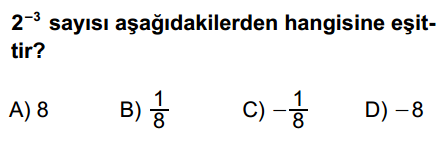 2⁻³ sayısı aşağıdakilerden hangisine eşit-
tir?
A) 8 B) 1/8 C) −1/8 D) −8